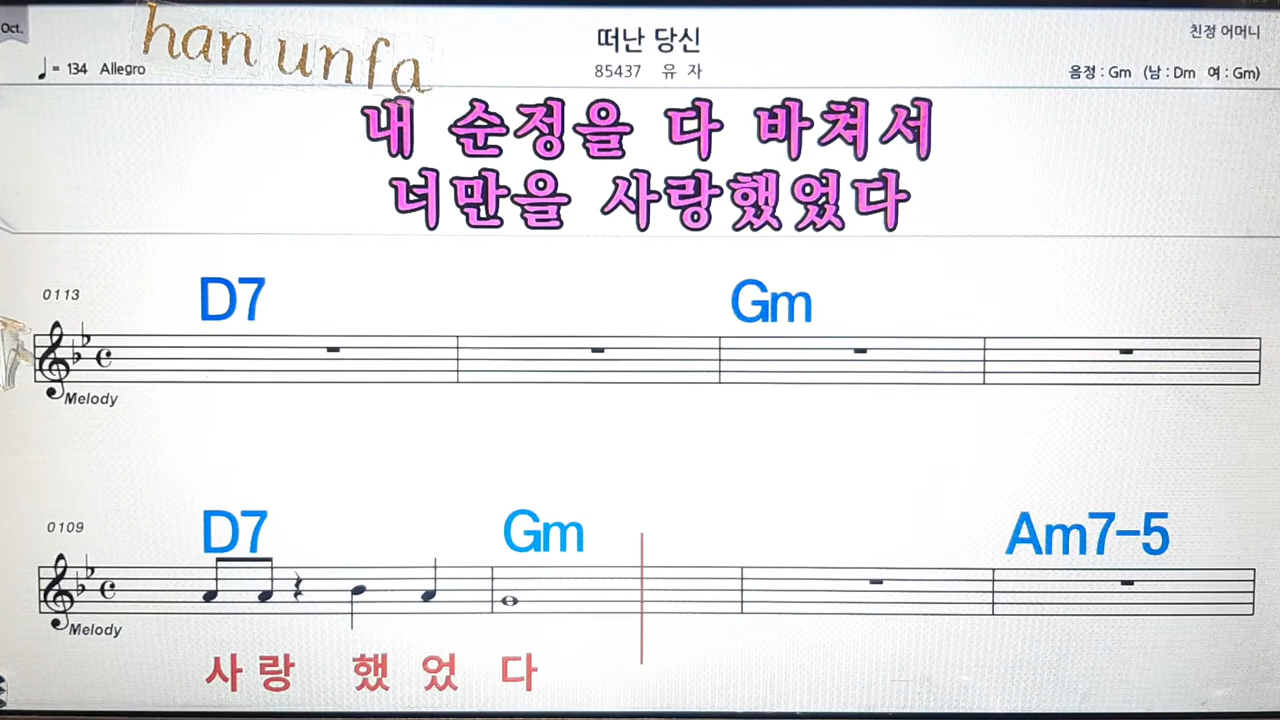 Oct.
han unfa
떠난 당신
친정 어머니
♩= 134 Allegro
85437 유 자
음정 : Gm (남 : Dm 여 : Gm)
내 순정을 다 바쳐서
너만을 사랑했었다
0113
D7 Gm
Melody
0109
D7 Gm Am7-5
Melody
사 랑 했 었 다